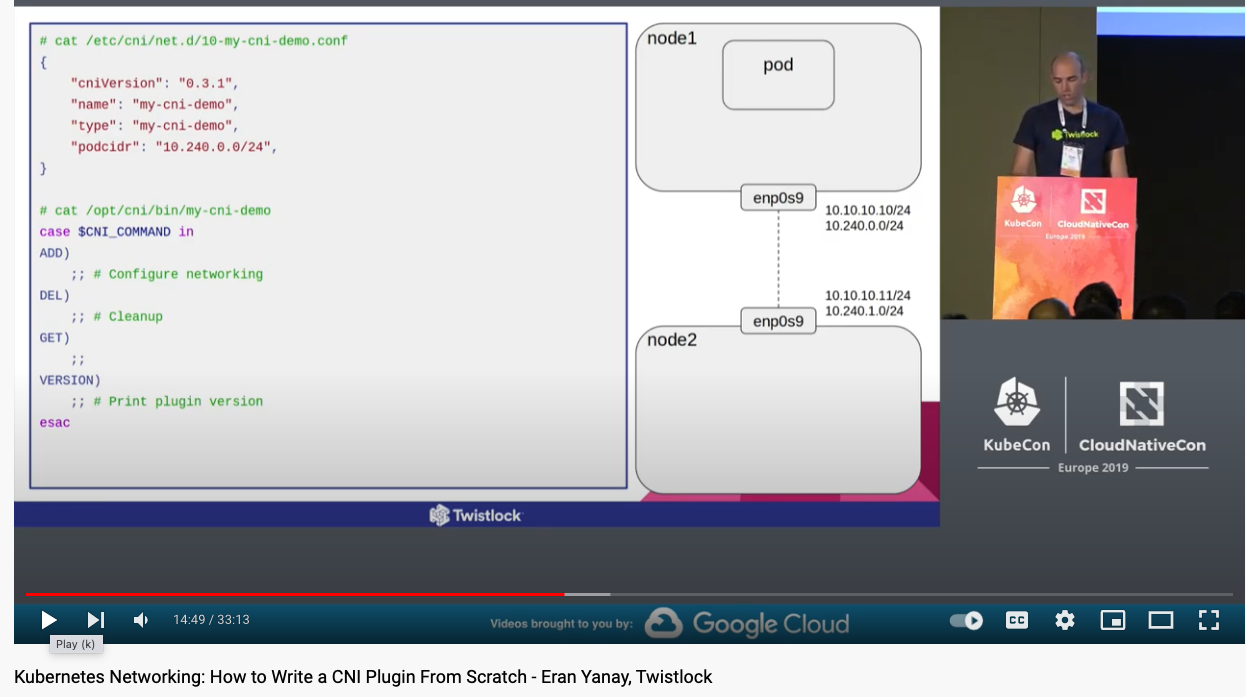 # cat /etc/cni/net.d/10-my-cni-demo.conf
{
"cniVersion": "0.3.1",
"name": "my-cni-demo",
"type": "my-cni-demo",
"podcidr": "10.240.0.0/24",
}
# cat /opt/cni/bin/my-cni-demo
case $CNI_COMMAND in
ADD)
;; # Configure networking
DEL)
;; # Cleanup
GET)
;;
VERSION)
;; # Print plugin version
esac
node1
pod
enp0s9
10.10.10.10/24
10.240.0.0/24
10.10.10.11/24
10.240.1.0/24
enp0s9
node2
Twistlock
Twistlock
KubeCon
CloudNativeCon
Europe 2019
KubeCon
CloudNativeCon
Europe 2019
14:49 / 33:13
Videos brought to you by:
Google Cloud
CC
Play (k)
Kubernetes Networking: How to Write a CNI Plugin From Scratch - Eran Yanay, Twistlock